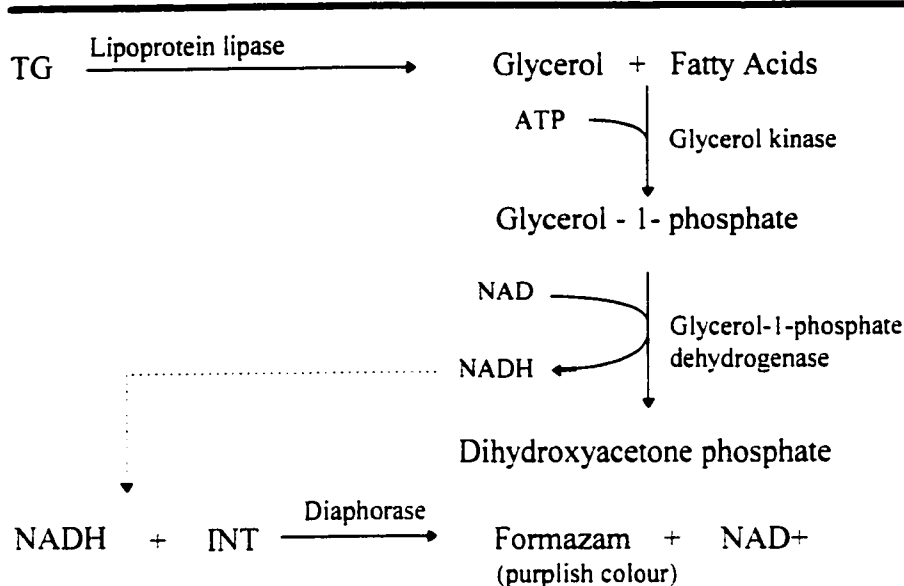 Lipoprotein lipase
TG
Glycerol + Fatty Acids
ATP
Glycerol kinase
Glycerol - 1- phosphate
NAD
Glycerol-1-phosphate
dehydrogenase
NADH
Dihydroxyacetone phosphate
Diaphorase
NADH + INT
Formazam + NAD+
(purplish colour)